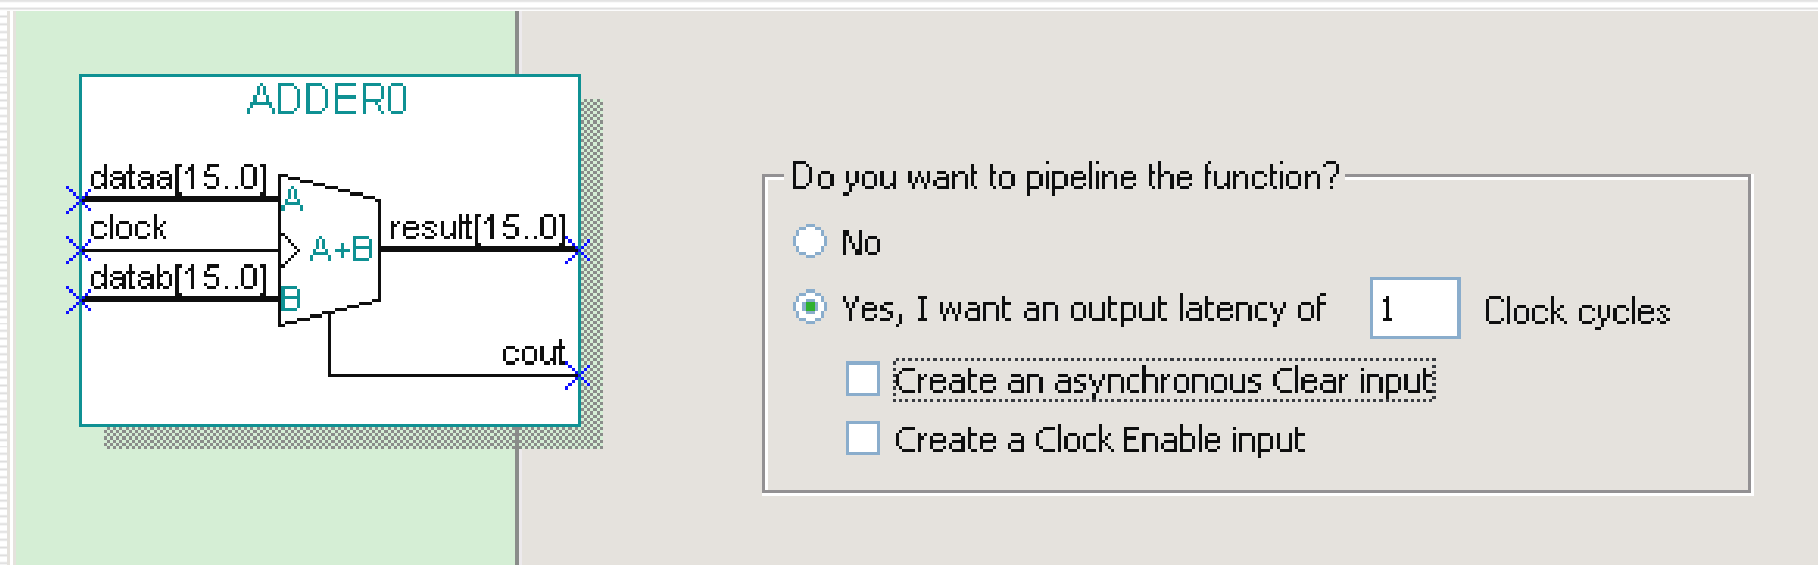 ADDER0
dataa[15..0]
A
clock
result[15..0]
A+B
datab[15..0]
B
cout
Do you want to pipeline the function?
No
Yes, I want an output latency of 1 Clock cycles
Create an asynchronous Clear input
Create a Clock Enable input